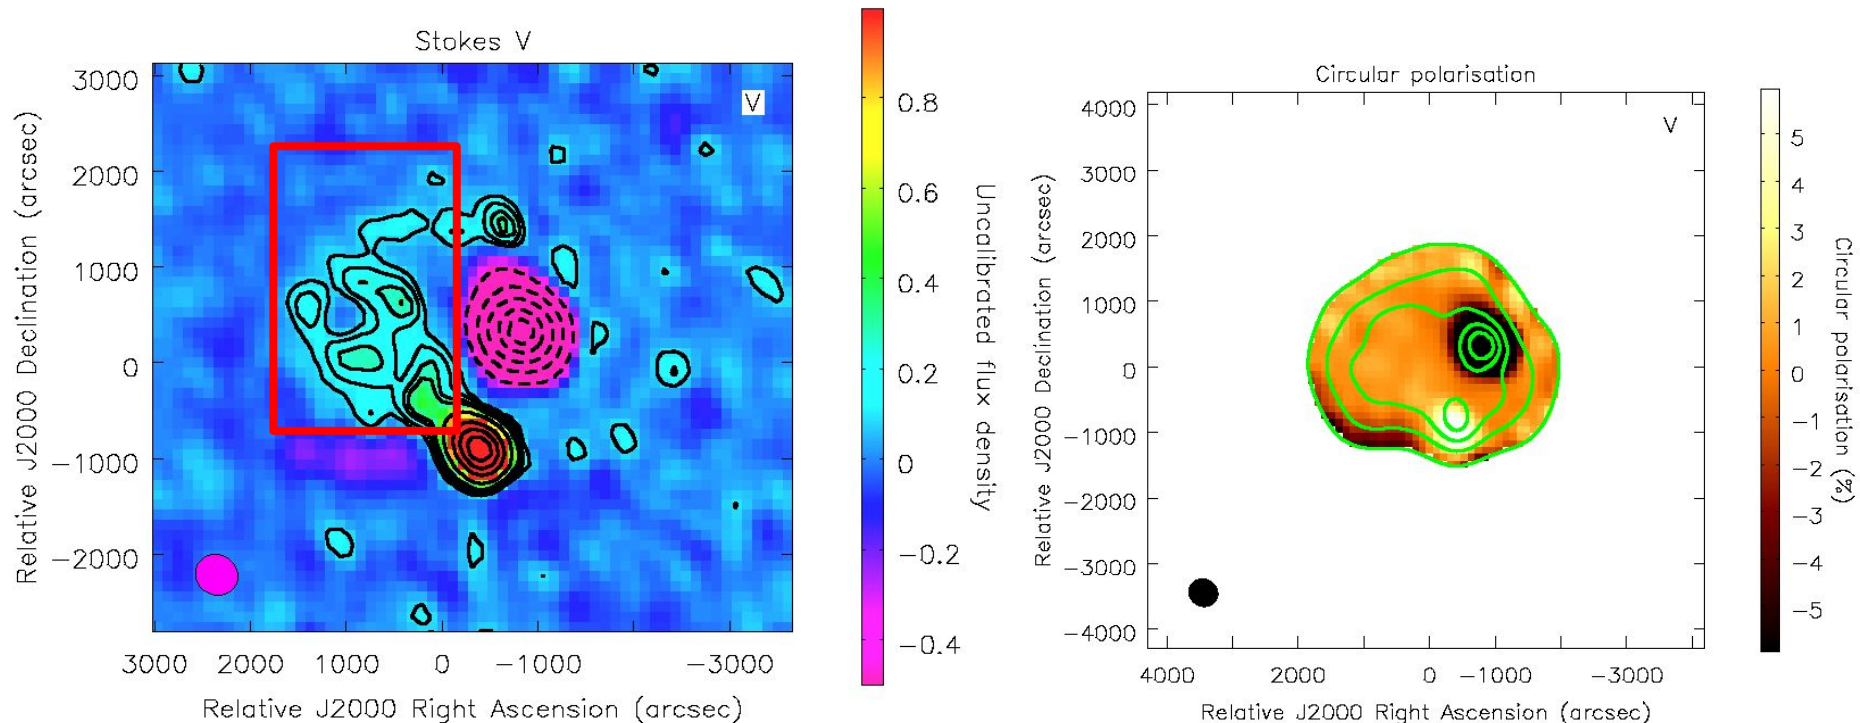 Stokes V
V
3000
2000
1000
0
−1000
−2000
Relative J2000 Declination (arcsec)
3000 2000 1000 0 −1000 −3000
Relative J2000 Right Ascension (arcsec)
0.8
0.6
0.4
0.2
0
−0.2
−0.4
Uncalibrated flux density
Circular polarisation
V
4000
3000
2000
1000
0
−1000
−2000
−3000
−4000
Relative J2000 Declination (arcsec)
4000 2000 0 −1000 −3000
Relative J2000 Right Ascension (arcsec)
5
4
3
2
1
0
−1
−2
−3
−4
−5
Circular polarisation (%)